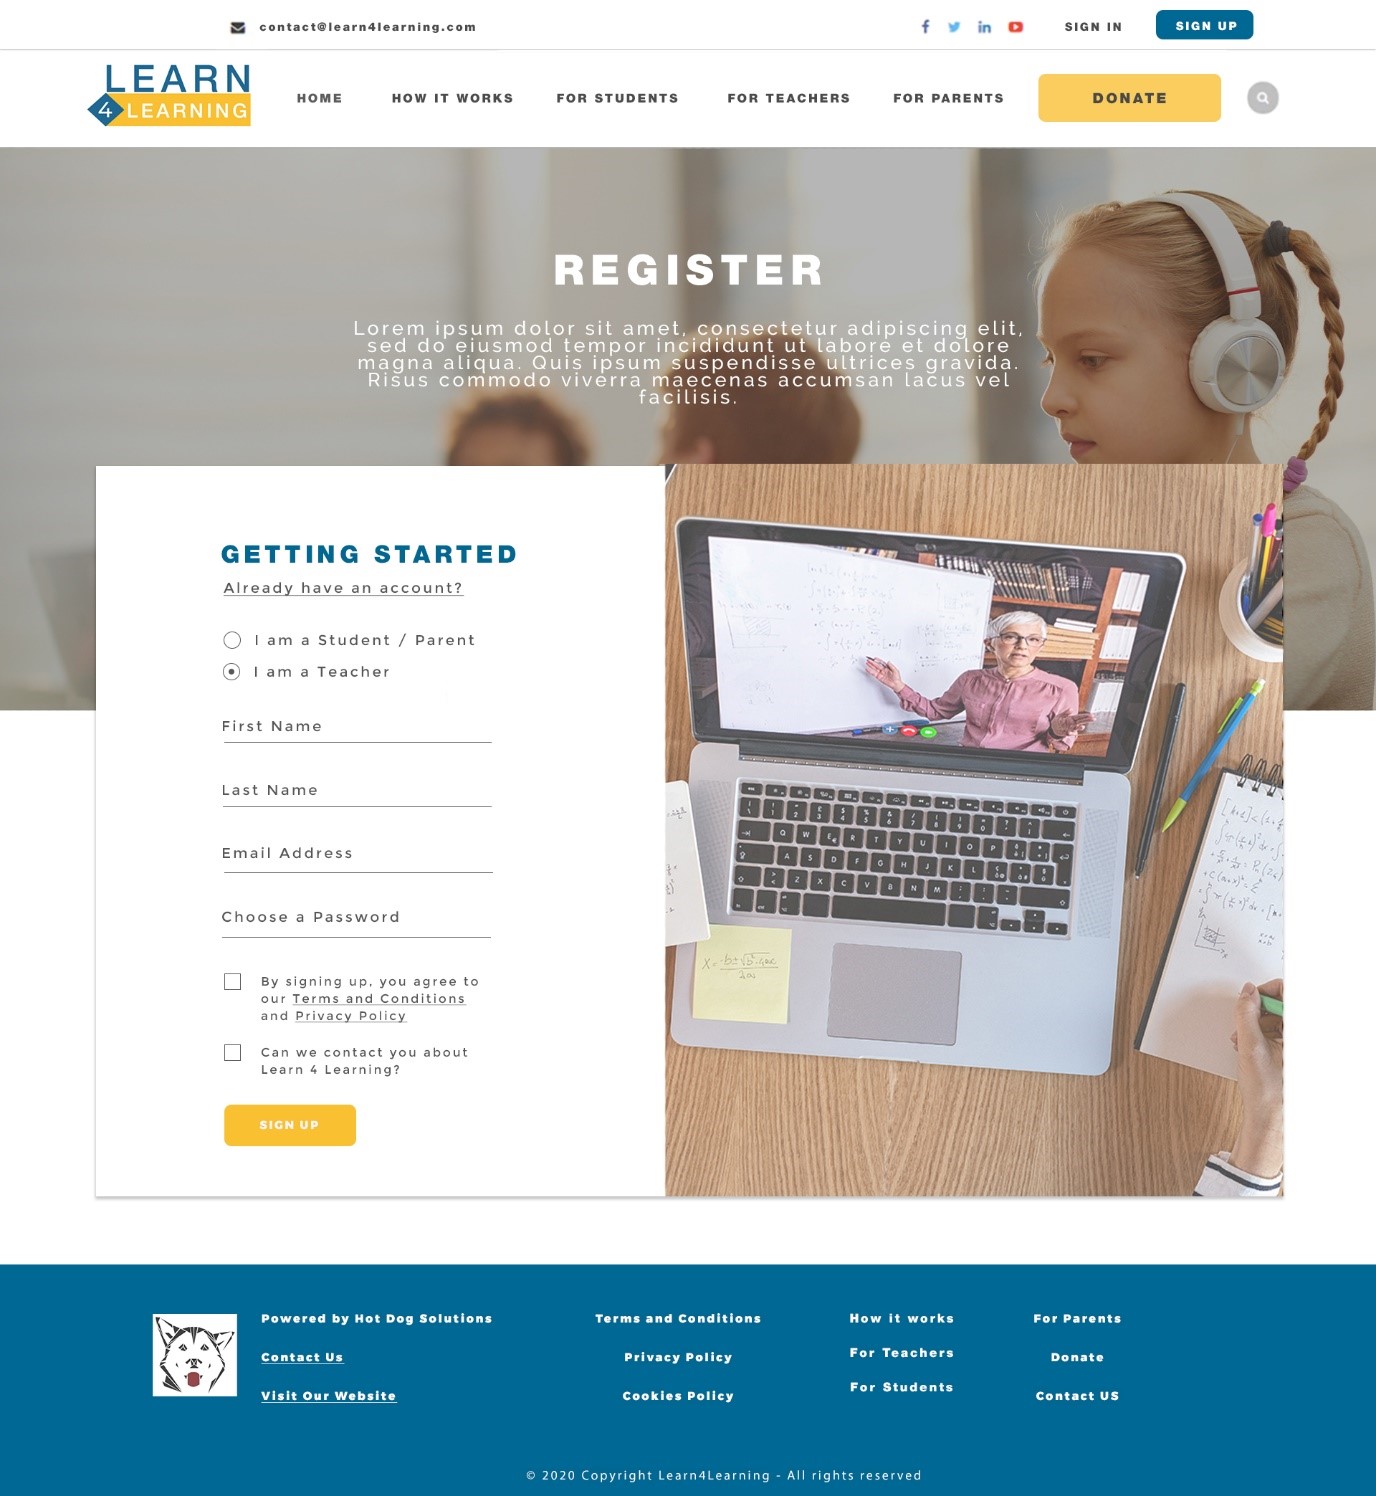 contact@learn4learning.com
SIGN IN
SIGN UP
LEARN
4 LEARNING
HOME
HOW IT WORKS
FOR STUDENTS
FOR TEACHERS
FOR PARENTS
DONATE
REGISTER
Lorem ipsum dolor sit amet, consectetur adipiscing elit,
sed do eiusmod tempor incididunt ut labore et dolore
magna aliqua. Quis ipsum suspendisse ultrices gravida.
Risus commodo viverra maecenas accumsan lacus vel
facilisis.
GETTING STARTED
Already have an account?
I am a Student / Parent
I am a Teacher
First Name
Last Name
Email Address
Choose a Password
By signing up, you agree to
our Terms and Conditions
and Privacy Policy
Can we contact you about
Learn 4 Learning?
SIGN UP
Powered by Hot Dog Solutions
Contact Us
Visit Our Website
Terms and Conditions
Privacy Policy
Cookies Policy
How it works
For Teachers
For Students
For Parents
Donate
Contact US
© 2020 Copyright Learn4Learning - All rights reserved